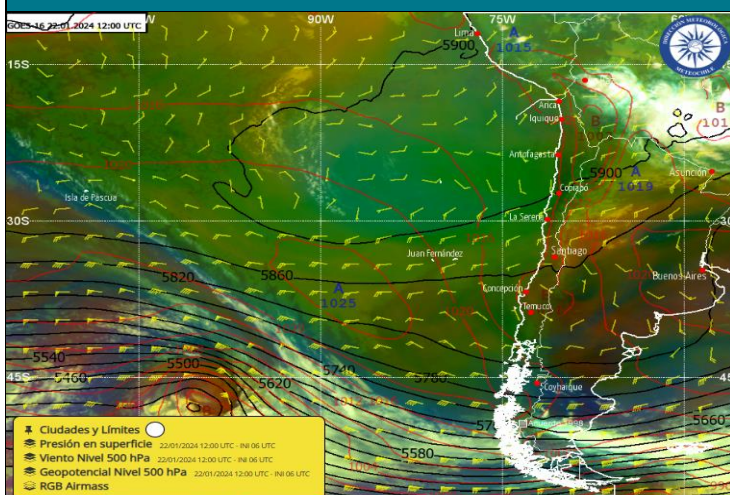 GOES-16 22.01.2024 12:00 UTC
90W
75W
Lima
A
1015
5900
15S
DIRECCIÓN METEOROLÓGICA
METEOCHILE
Arica
Iquique
B
B
Antofagasta
5900
A
1019
Asunción
Isla de Pascua
Copiapó
30S
La Serena
Juan Fernández
Santiago
5820
5860
A
1025
Buenos Aires
Concepción
Temuco
5540
5460
5500
5620
5740
5780
45S
Coyhaique
5660
5580
Ciudades y Límites
Presión en superficie 22/01/2024 12:00 UTC - INI 06 UTC
Viento Nivel 500 hPa 22/01/2024 12:00 UTC - INI 06 UTC
Geopotencial Nivel 500 hPa 22/01/2024 12:00 UTC - INI 06 UTC
RGB Airmass